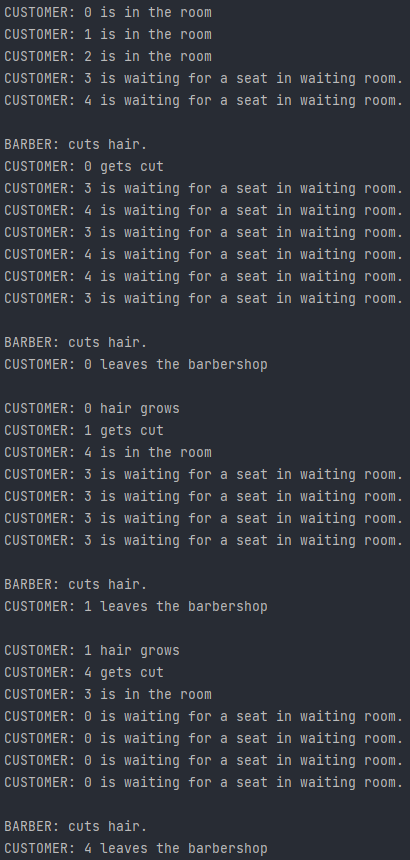 CUSTOMER: 0 is in the room
CUSTOMER: 1 is in the room
CUSTOMER: 2 is in the room
CUSTOMER: 3 is waiting for a seat in waiting room.
CUSTOMER: 4 is waiting for a seat in waiting room.
BARBER: cuts hair.
CUSTOMER: 0 gets cut
CUSTOMER: 3 is waiting for a seat in waiting room.
CUSTOMER: 4 is waiting for a seat in waiting room.
CUSTOMER: 3 is waiting for a seat in waiting room.
CUSTOMER: 4 is waiting for a seat in waiting room.
CUSTOMER: 4 is waiting for a seat in waiting room.
CUSTOMER: 3 is waiting for a seat in waiting room.
BARBER: cuts hair.
CUSTOMER: 0 leaves the barbershop
CUSTOMER: 0 hair grows
CUSTOMER: 1 gets cut
CUSTOMER: 4 is in the room
CUSTOMER: 3 is waiting for a seat in waiting room.
CUSTOMER: 3 is waiting for a seat in waiting room.
CUSTOMER: 3 is waiting for a seat in waiting room.
CUSTOMER: 3 is waiting for a seat in waiting room.
BARBER: cuts hair.
CUSTOMER: 1 leaves the barbershop
CUSTOMER: 1 hair grows
CUSTOMER: 4 gets cut
CUSTOMER: 3 is in the room
CUSTOMER: 0 is waiting for a seat in waiting room.
CUSTOMER: 0 is waiting for a seat in waiting room.
CUSTOMER: 0 is waiting for a seat in waiting room.
CUSTOMER: 0 is waiting for a seat in waiting room.
BARBER: cuts hair.
CUSTOMER: 4 leaves the barbershop